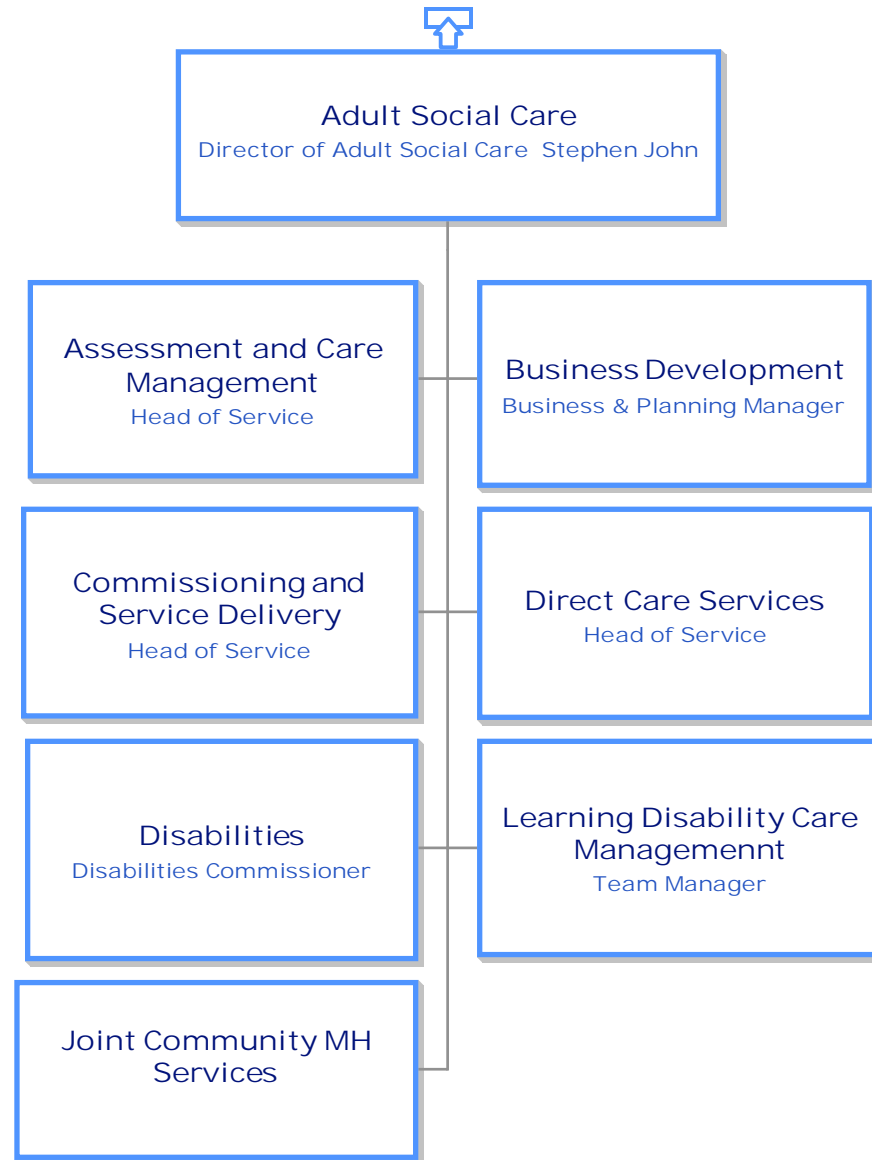 Adult Social Care
Director of Adult Social Care Stephen John
Assessment and Care
Management
Head of Service
Business Development
Business & Planning Manager
Commissioning and
Service Delivery
Head of Service
Direct Care Services
Head of Service
Disabilities
Disabilities Commissioner
Learning Disability Care
Managemennt
Team Manager
Joint Community MH
Services